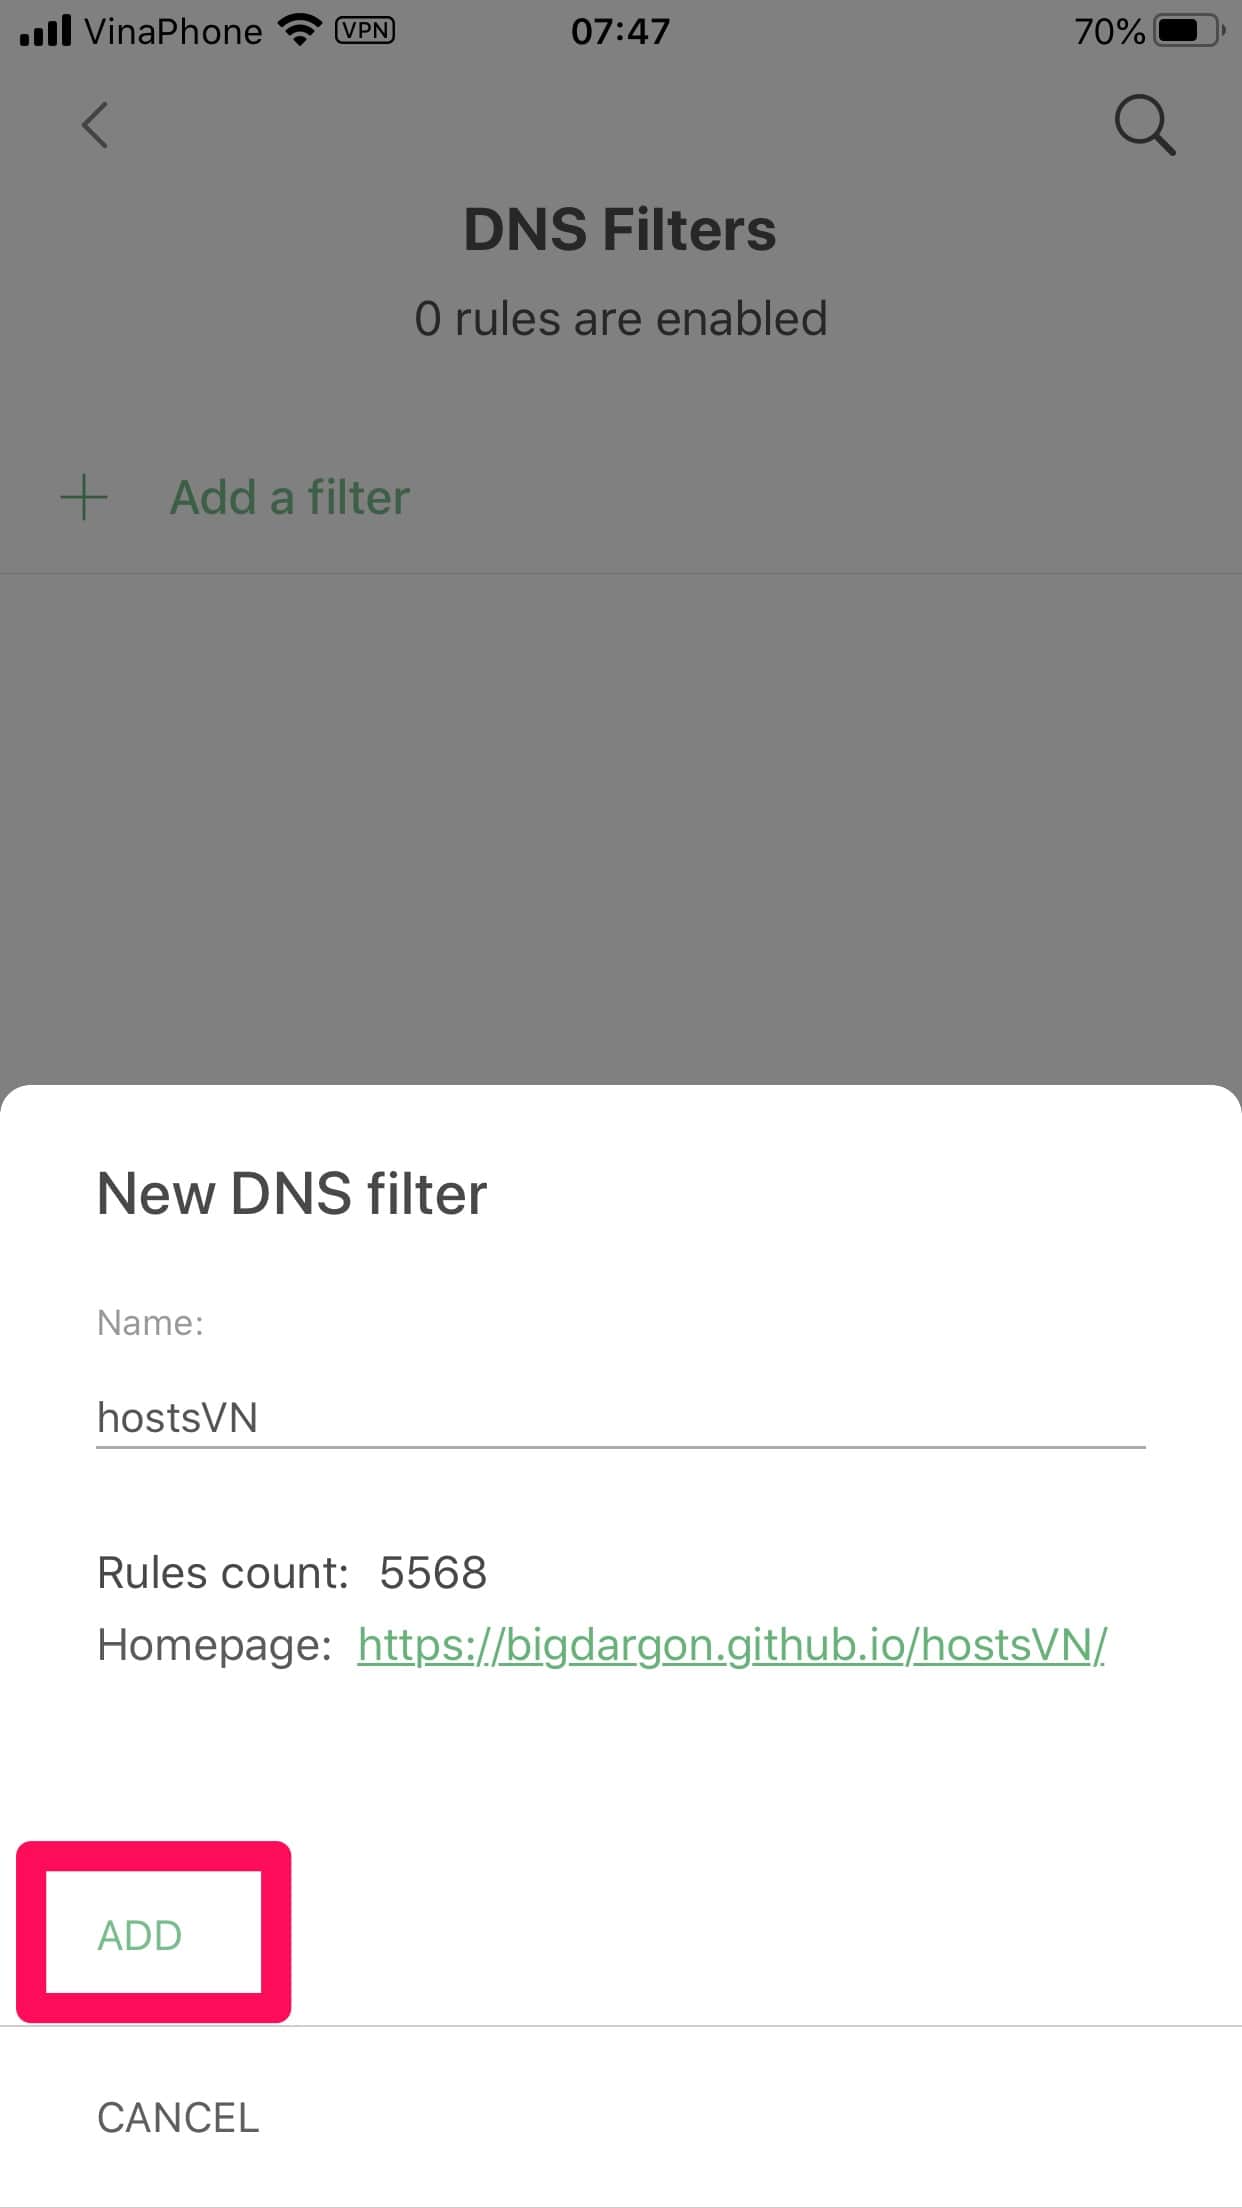 VinaPhone VPN 07:47 70%
DNS Filters
0 rules are enabled
Add a filter
New DNS filter
Name:
hostsVN
Rules count: 5568
Homepage: https://bigdargon.github.io/hostsVN/
ADD
CANCEL